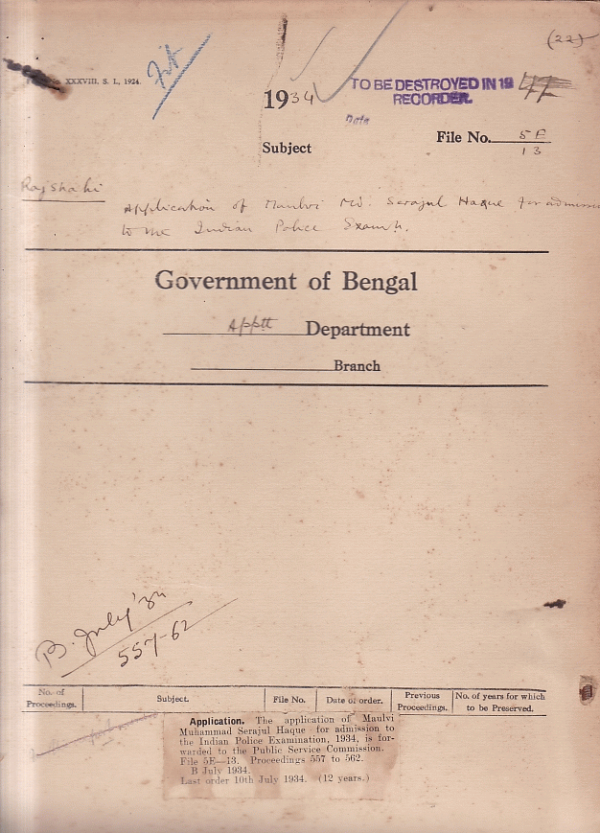 (22)
XXXVIII, S. I., 1924.
1934
TO BE DESTROYED IN 19
RECORDER.
Date
File No. 5E
13
Subject
Rajshahi
Application of Maulvi Md. Serajul Haque for
to the Indian Police Examn.
Government of Bengal
Apptt Department
Branch
B. July '34
557-62
No. of Proceedings.
Subject.
File No.
Date of order.
Previous Proceedings.
No. of years for which to be Preserved.
Application. The application of Maulvi
Muhammad Serajul Haque for admission to
the Indian Police Examination, 1934, is for-
warded to the Public Service Commission.
File 5E—13. Proceedings 557 to 562.
B July 1934.
Last order 10th July 1934. (12 years.)